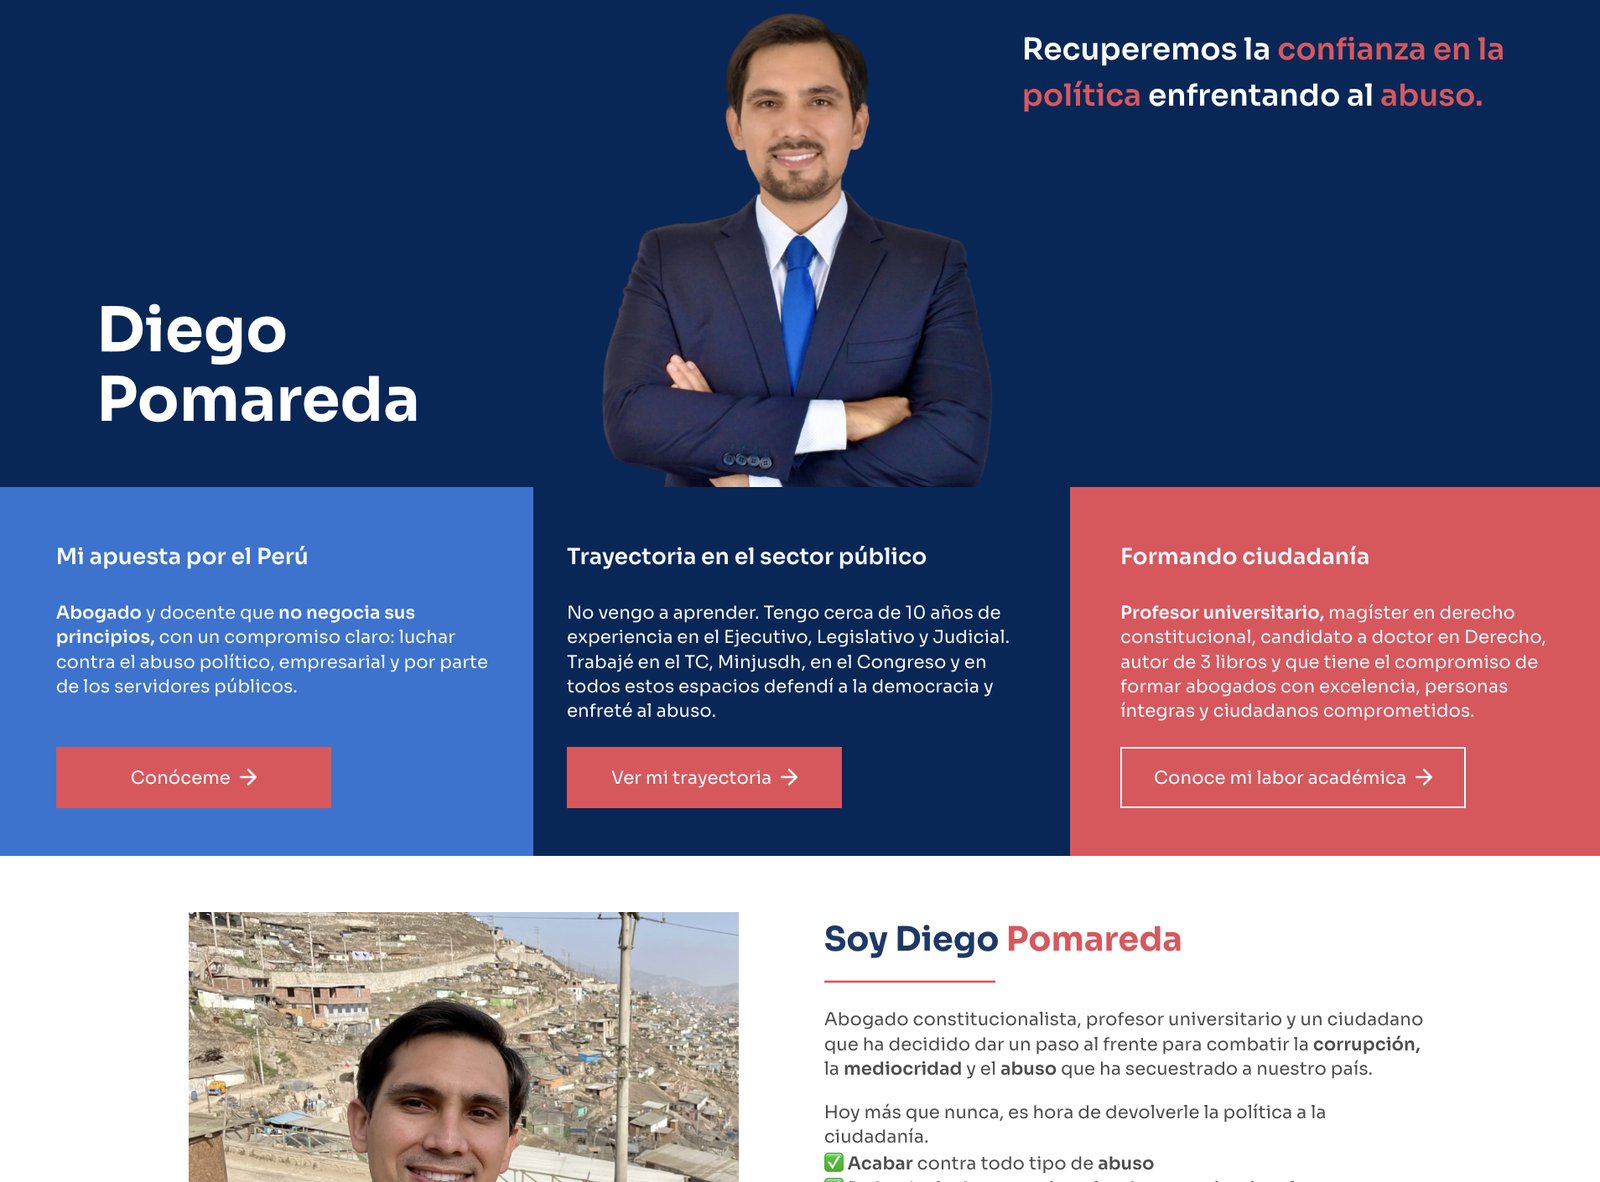 Recuperemos la confianza en la
política enfrentando al abuso.
Diego
Pomareda
Mi apuesta por el Perú
Abogado y docente que no negocia sus
principios, con un compromiso claro: luchar
contra el abuso político, empresarial y por parte
de los servidores públicos.
Conóceme →
Trayectoria en el sector público
No vengo a aprender. Tengo cerca de 10 años de
experiencia en el Ejecutivo, Legislativo y Judicial.
Trabajé en el TC, Minjusdh, en el Congreso y en
todos estos espacios defendí a la democracia y
enfreté al abuso.
Ver mi trayectoria →
Formando ciudadanía
Profesor universitario, magíster en derecho
constitucional, candidato a doctor en Derecho,
autor de 3 libros y que tiene el compromiso de
formar abogados con excelencia, personas
íntegras y ciudadanos comprometidos.
Conoce mi labor académica →
Soy Diego Pomareda
Abogado constitucionalista, profesor universitario y un ciudadano
que ha decidido dar un paso al frente para combatir la corrupción,
la mediocridad y el abuso que ha secuestrado a nuestro país.
Hoy más que nunca, es hora de devolverle la política a la
ciudadanía.
✅ Acabar contra todo tipo de abuso